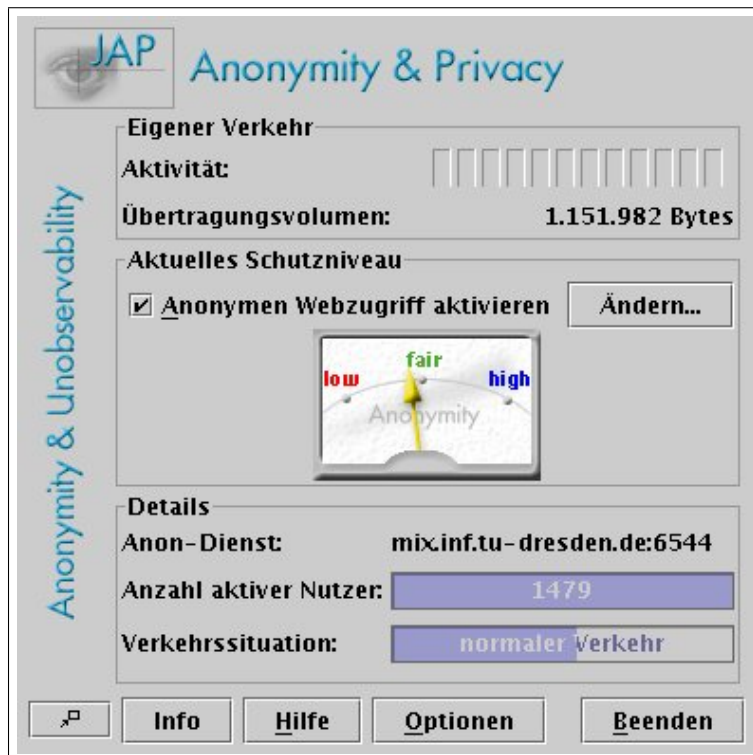 JAP Anonymity & Privacy
Anonymity & Unobservability
Eigener Verkehr
Aktivität:
Übertragungsvolumen: 1.151.982 Bytes
Aktuelles Schutzniveau
Anonymen Webzugriff aktivieren Ändern...
low fair high
Anonymity
Details
Anon-Dienst: mix.inf.tu-dresden.de:6544
Anzahl aktiver Nutzer: 1479
Verkehrssituation: normaler Verkehr
Info Hilfe Optionen Beenden